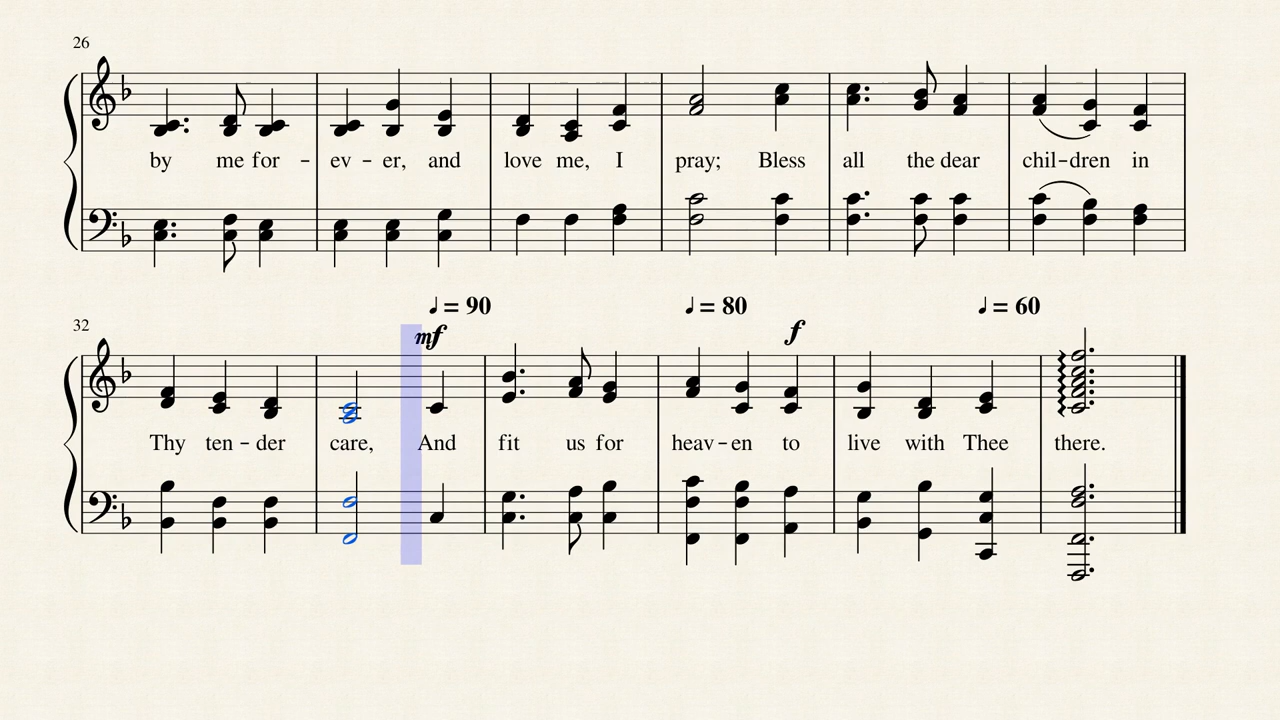 26
by me for – ev – er, and love me, I pray; Bless all the dear chil–dren in
♩ = 90 ♩ = 80 ♩ = 60
32
mf f
Thy ten – der care, And fit us for heav – en to live with Thee there.